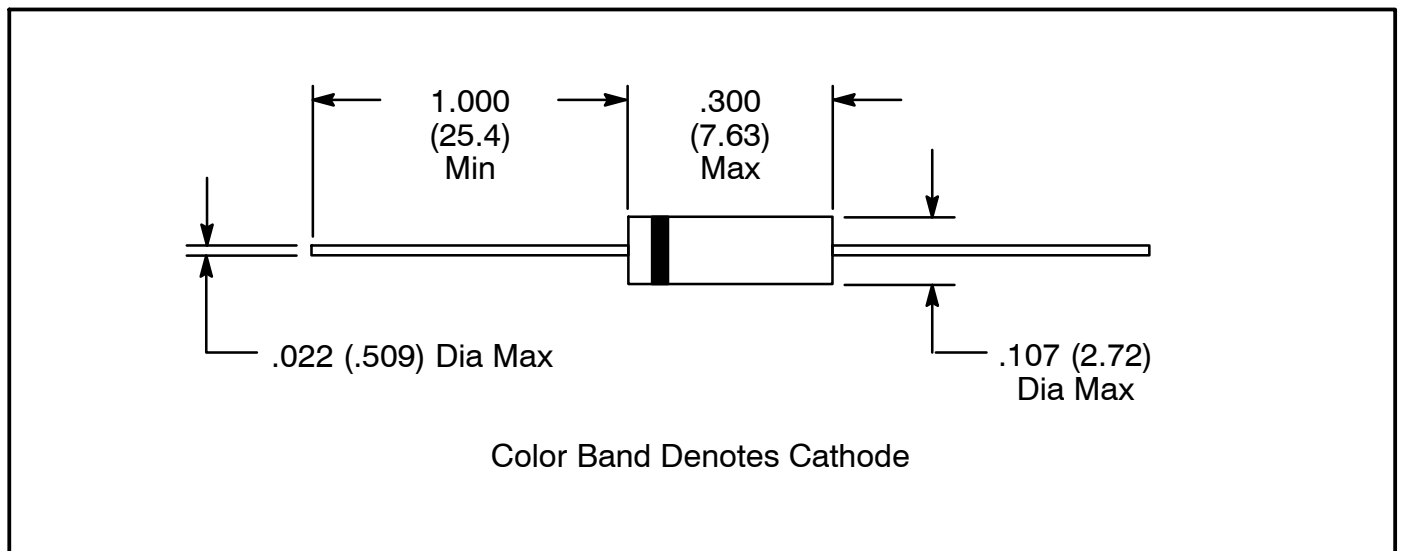 1.000
(25.4)
Min
.300
(7.63)
Max
.022 (.509) Dia Max
.107 (2.72)
Dia Max
Color Band Denotes Cathode